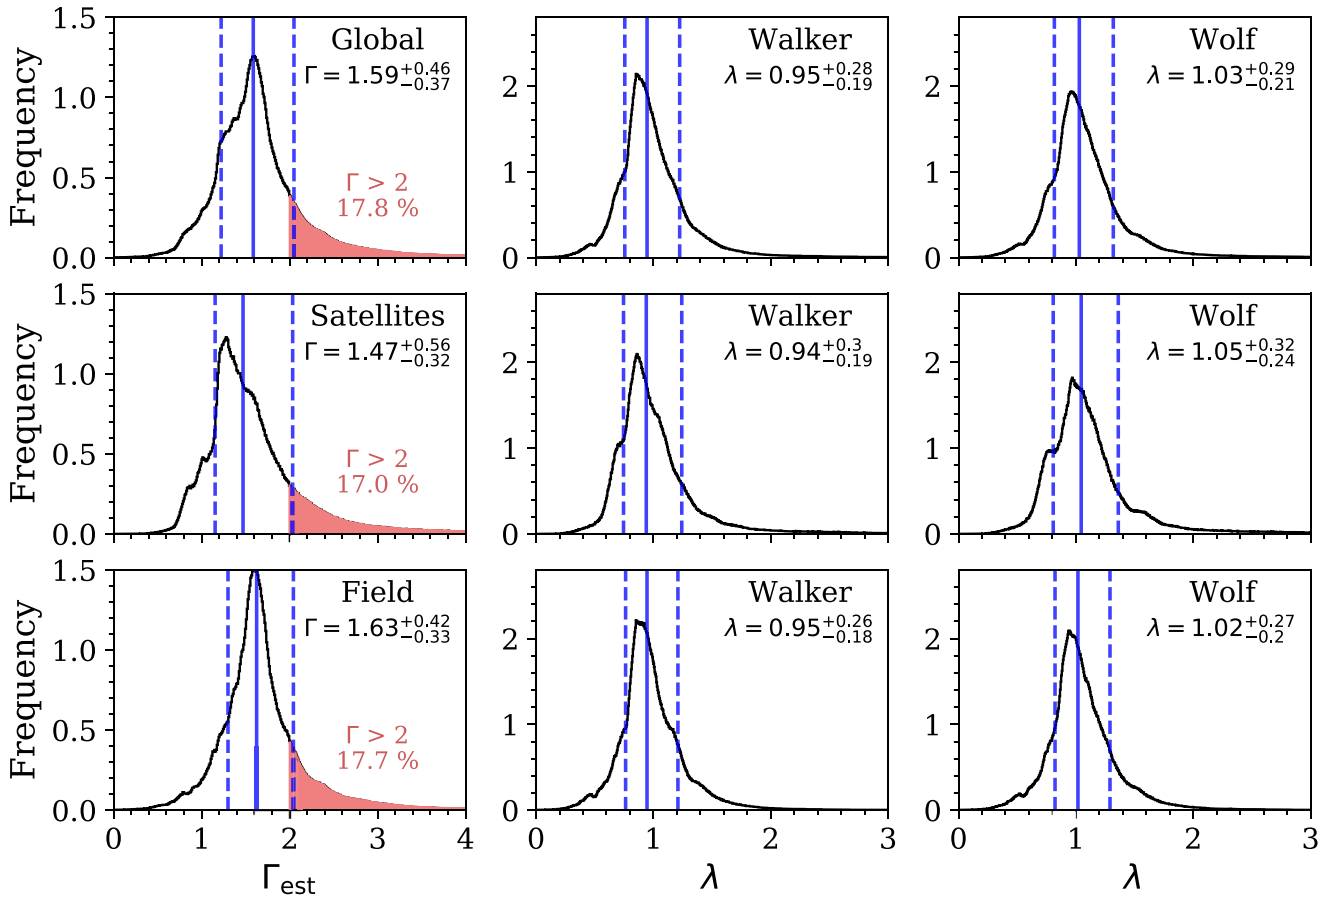 Frequency
1.5
1.0
0.5
0.0
Global
Γ = 1.59 +0.46 −0.37
Γ > 2
17.8 %
2
1
0
Walker
λ = 0.95 +0.28 −0.19
2
1
0
Wolf
λ = 1.03 +0.29 −0.21
Frequency
1.5
1.0
0.5
0.0
Satellites
Γ = 1.47 +0.56 −0.32
Γ > 2
17.0 %
2
1
0
Walker
λ = 0.94 +0.3 −0.19
2
1
0
Wolf
λ = 1.05 +0.32 −0.24
Frequency
1.5
1.0
0.5
0.0
Field
Γ = 1.63 +0.42 −0.33
Γ > 2
17.7 %
0 1 2 3 4
Γest
2
1
0
Walker
λ = 0.95 +0.26 −0.18
0 1 2 3
λ
2
1
0
Wolf
λ = 1.02 +0.27 −0.2
0 1 2 3
λ